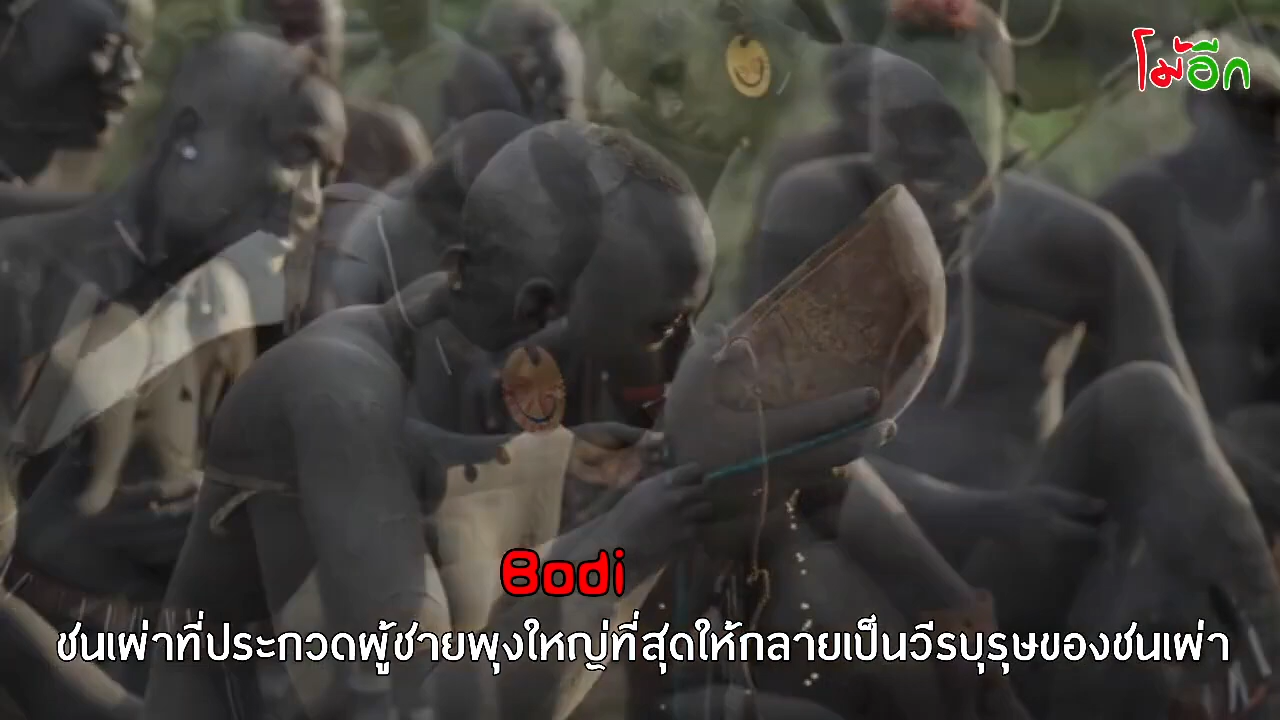 โม้อีก
Bodi
ชนเผ่าที่ประกวดผู้ชายพุงใหญ่ที่สุดให้กลายเป็นวีรบุรุษของชนเผ่า